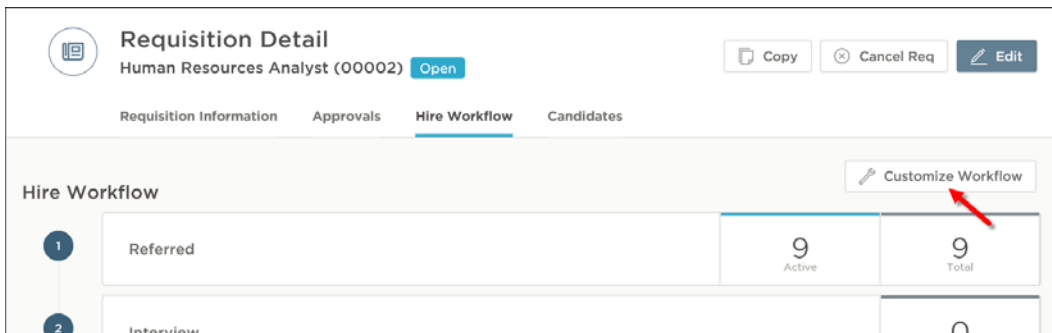 Requisition Detail
Human Resources Analyst (00002) Open
Copy
Cancel Req
Edit
Requisition Information Approvals Hire Workflow Candidates
Customize Workflow
Hire Workflow
1
Referred
9
Active
9
Total
2
Interview
0